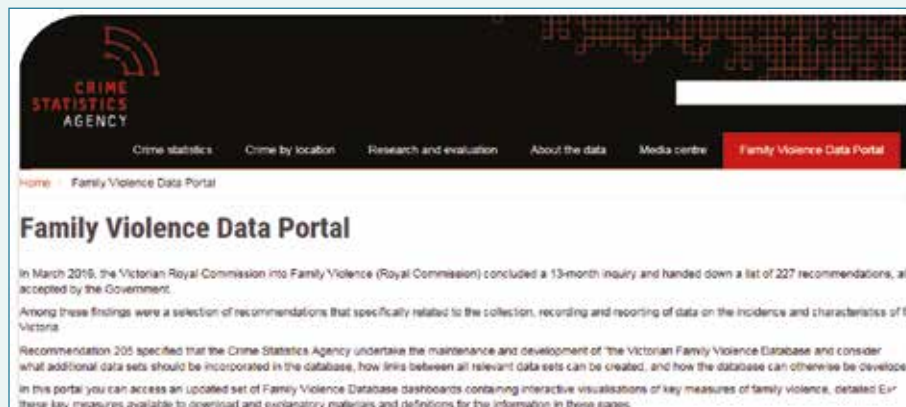 CRIME
STATISTICS
AGENCY
Crime statistics Crime by location Research and evaluation About the data Media centre Family Violence Data Portal
Home Family Violence Data Portal
Family Violence Data Portal
In March 2016, the Victorian Royal Commission into Family Violence (Royal Commission) concluded a 13-month inquiry and handed down a list of 227 recommendations,
accepted by the Government.
Among these findings were a selection of recommendations that specifically related to the collection, recording and reporting of data on the incidence and characteristics of
Victoria
Recommendation 205 specified that the Crime Statistics Agency undertake the maintenance and development of "the Victorian Family Violence Database and consider
what additional data sets should be incorporated in the database, how links between all relevant data sets can be created, and how the database can otherwise be develope
In this portal you can access an updated set of Family Violence Database dashboards containing interactive visualisations of key measures of family violence, detailed
these key measures available to download and explanatory materials and definitions for the information in these pages.